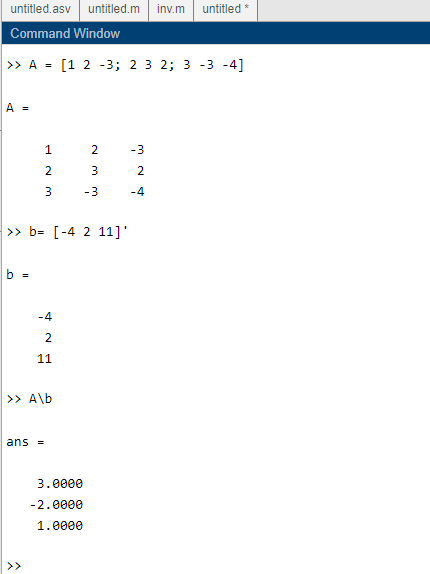 untitled.asv untitled.m inv.m untitled *
Command Window
>> A = [1 2 -3; 2 3 2; 3 -3 -4]
A =
1 2 -3
2 3 2
3 -3 -4
>> b= [-4 2 11]'
b =
-4
2
11
>> A\b
ans =
3.0000
-2.0000
1.0000
>>